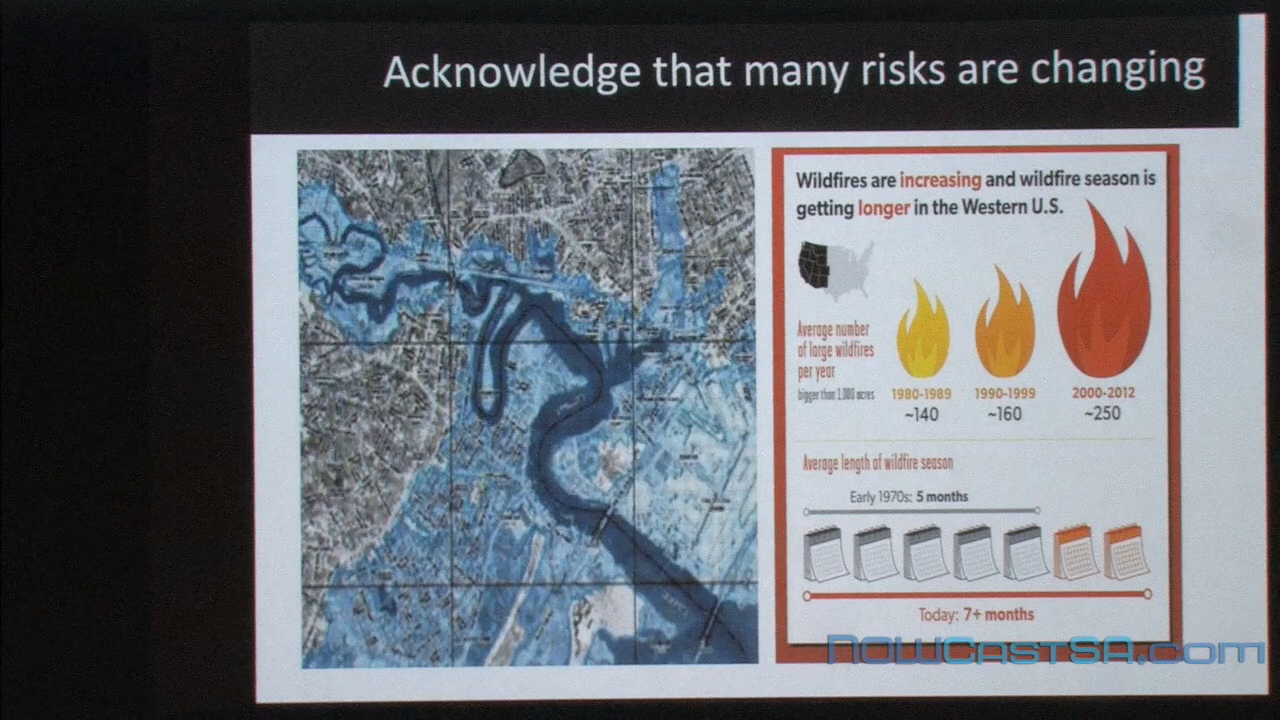 Acknowledge that many risks are changing
Wildfires are increasing and wildfire season is
getting longer in the Western U.S.
Average number
of large wildfires
per year
bigger than 1,000 acres
1980-1989
1990-1999
2000-2012
~140
~160
~250
Average length of wildfire season
Early 1970s: 5 months
Today: 7+ months
NOWCastSA.com